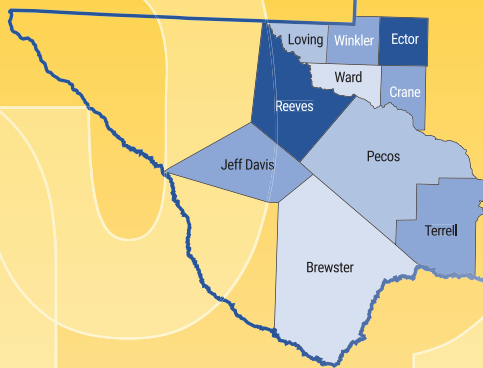 Loving
Winkler
Ector
Ward
Crane
Reeves
Pecos
Jeff Davis
Terrell
Brewster